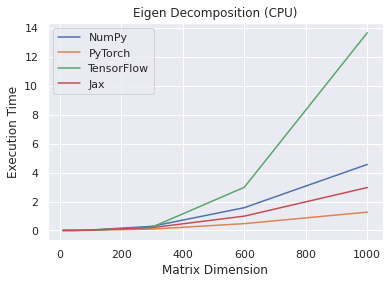 Eigen Decomposition (CPU)
NumPy
PyTorch
TensorFlow
Jax
Execution Time
14
12
10
8
6
4
2
0
0 200 400 600 800 1000
Matrix Dimension